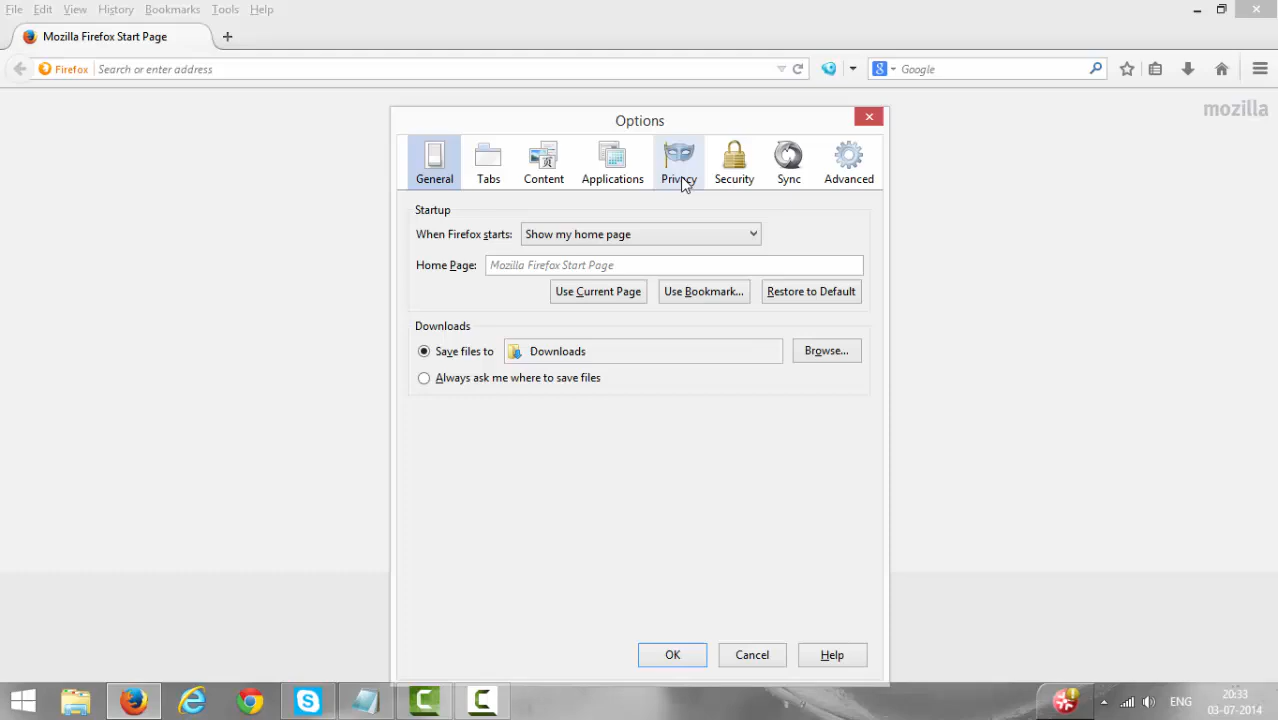 File Edit View History Bookmarks Tools Help
Mozilla Firefox Start Page
Firefox Search or enter address
8 Google
mozilla
Options
General Tabs Content Applications Privacy Security Sync Advanced
Startup
When Firefox starts: Show my home page
Home Page: Mozilla Firefox Start Page
Use Current Page Use Bookmark... Restore to Default
Downloads
Save files to Downloads Browse...
Always ask me where to save files
OK Cancel Help
ENG 20:33
03-07-2014